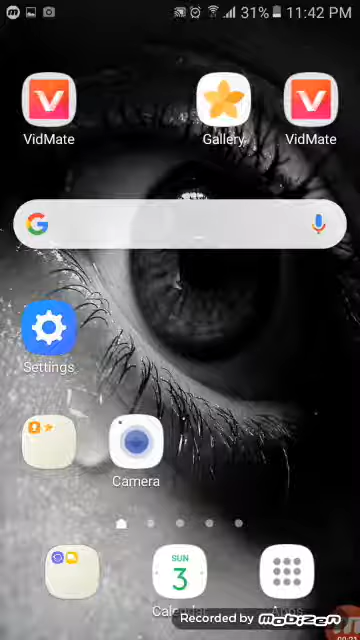 31% 11:42 PM
VidMate Gallery VidMate
Settings
Camera
SUN
3
Recorded by mobizen